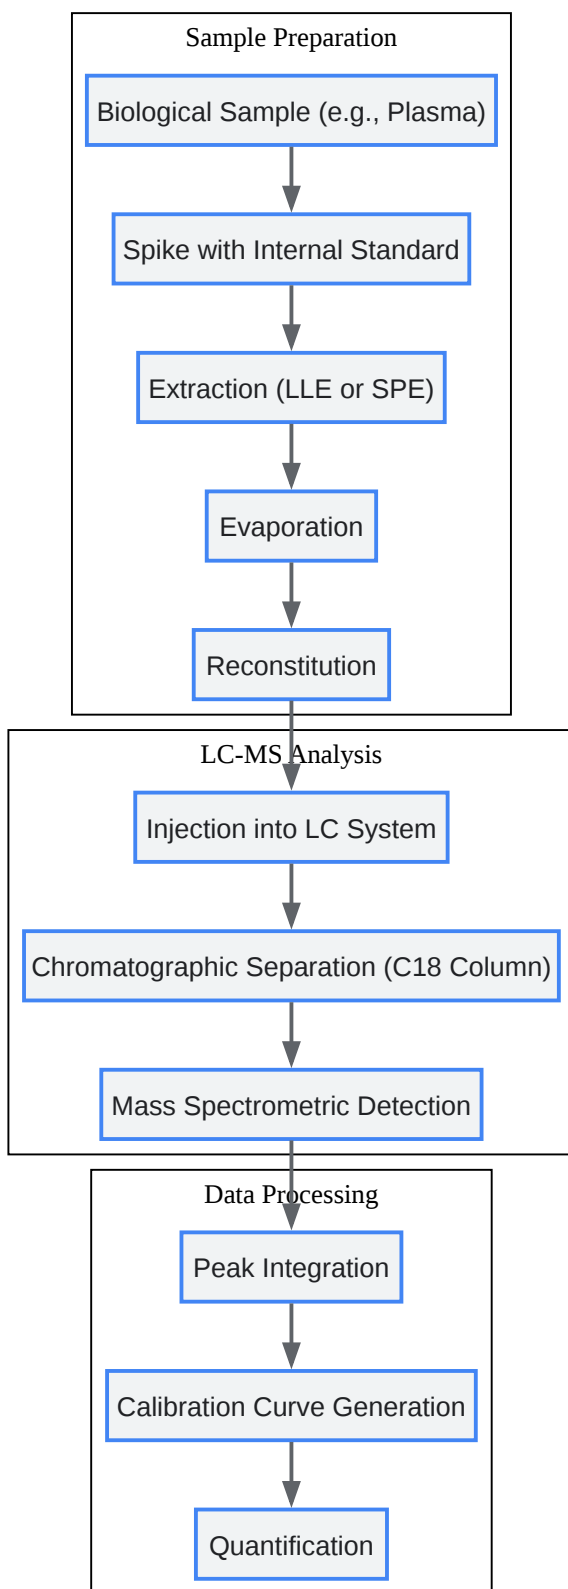 Sample Preparation
Biological Sample (e.g., Plasma)
Spike with Internal Standard
Extraction (LLE or SPE)
Evaporation
Reconstitution
LC-MS Analysis
Injection into LC System
Chromatographic Separation (C18 Column)
Mass Spectrometric Detection
Data Processing
Peak Integration
Calibration Curve Generation
Quantification